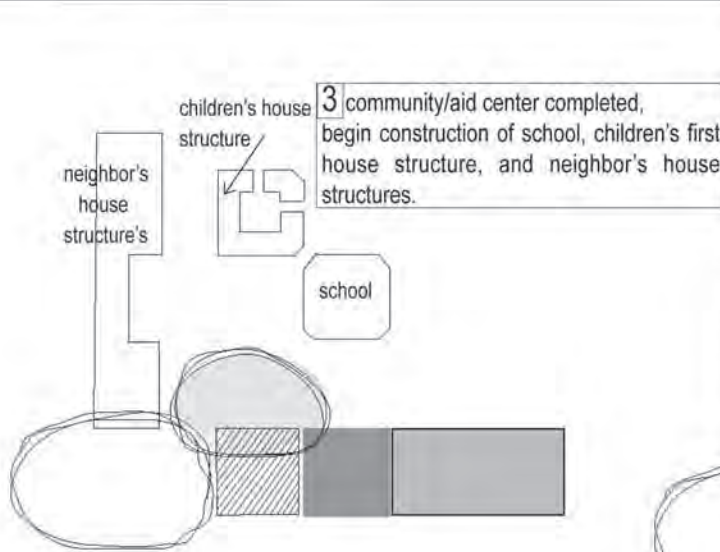 children's house
structure
3 community/aid center completed,
begin construction of school, children's first
house structure, and neighbor's house
structures.
neighbor's
house
structure's
school